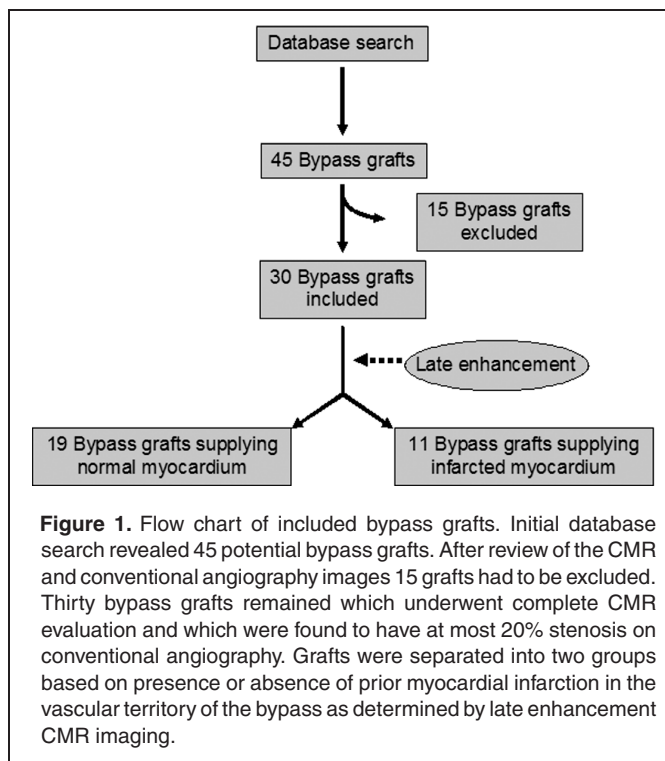 Database search
45 Bypass grafts
15 Bypass grafts
excluded
30 Bypass grafts
included
Late enhancement
19 Bypass grafts supplying
normal myocardium
11 Bypass grafts supplying
infarcted myocardium
Figure 1. Flow chart of included bypass grafts. Initial database
search revealed 45 potential bypass grafts. After review of the CMR
and conventional angiography images 15 grafts had to be excluded.
Thirty bypass grafts remained which underwent complete CMR
evaluation and which were found to have at most 20% stenosis on
conventional angiography. Grafts were separated into two groups
based on presence or absence of prior myocardial infarction in the
vascular territory of the bypass as determined by late enhancement
CMR imaging.